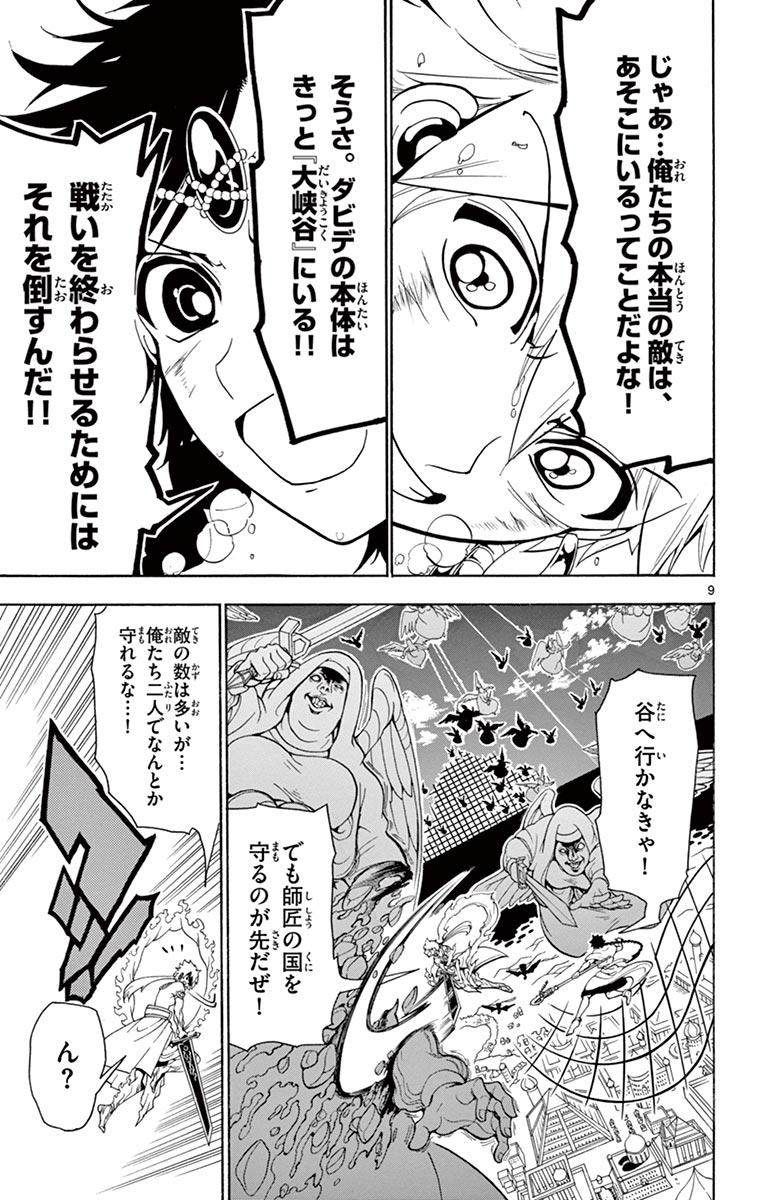 じゃあ…俺たちの本当の敵は、
あそこにいるってことだよな！
そうさ。ダビデの本体は
きっと『大峡谷』にいる!!
戦いを終わらせるためには
それを倒すんだ!!
9
谷へ行かなきゃ！
でも師匠の国を
守るのが先だぜ！
敵の数は多いが…
俺たち二人でなんとか
守れるな…！
ん？